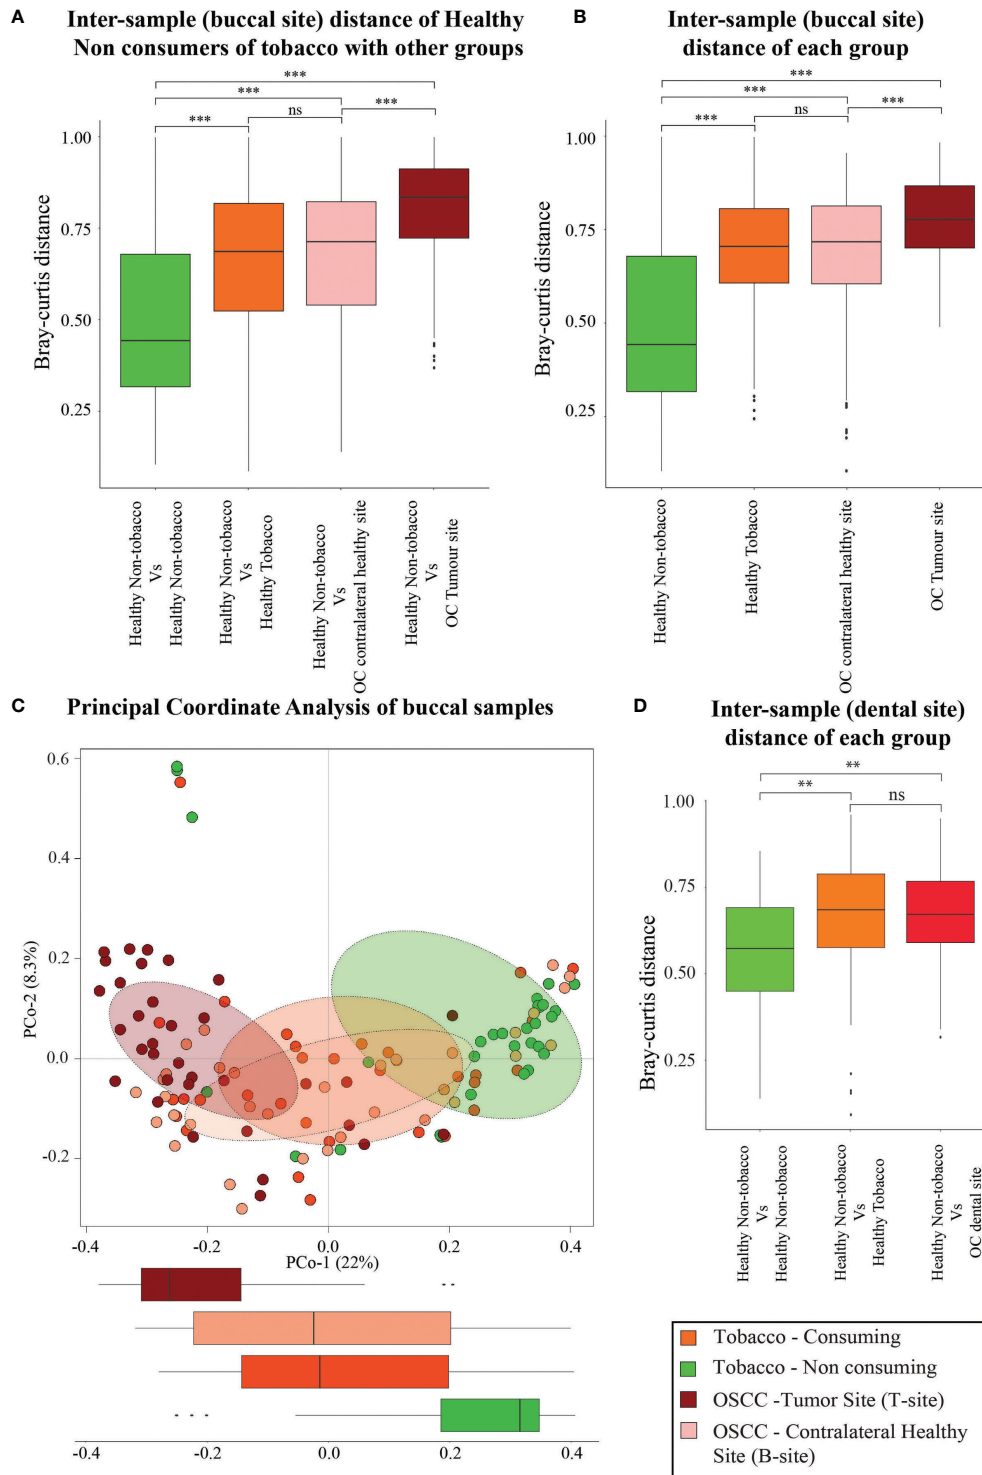 A
Inter-sample (buccal site) distance of Healthy
Non consumers of tobacco with other groups
***
***
***
ns
***
1.00
0.75
0.50
0.25
Bray-curtis distance
Healthy Non-tobacco
Vs
Healthy Non-tobacco
Healthy Non-tobacco
Vs
Healthy Tobacco
Healthy Non-tobacco
Vs
OC contralateral healthy site
Healthy Non-tobacco
Vs
OC Tumour site
B
Inter-sample (buccal site)
distance of each group
***
***
***
ns
***
1.00
0.75
0.50
0.25
Bray-curtis distance
Healthy Non-tobacco
Healthy Tobacco
OC contralateral healthy site
OC Tumour site
C
Principal Coordinate Analysis of buccal samples
0.6
0.4
0.2
0.0
-0.2
PCo-2 (8.3%)
-0.4
-0.2
0.0
0.2
0.4
PCo-1 (22%)
-0.4
-0.2
0.0
0.2
0.4
D
Inter-sample (dental site)
distance of each group
**
**
ns
1.00
0.75
0.50
0.25
Bray-curtis distance
Healthy Non-tobacco
Vs
Healthy Non-tobacco
Healthy Non-tobacco
Vs
Healthy Tobacco
Healthy Non-tobacco
Vs
OC dental site
Tobacco - Consuming
Tobacco - Non consuming
OSCC -Tumor Site (T-site)
OSCC - Contralateral Healthy
Site (B-site)